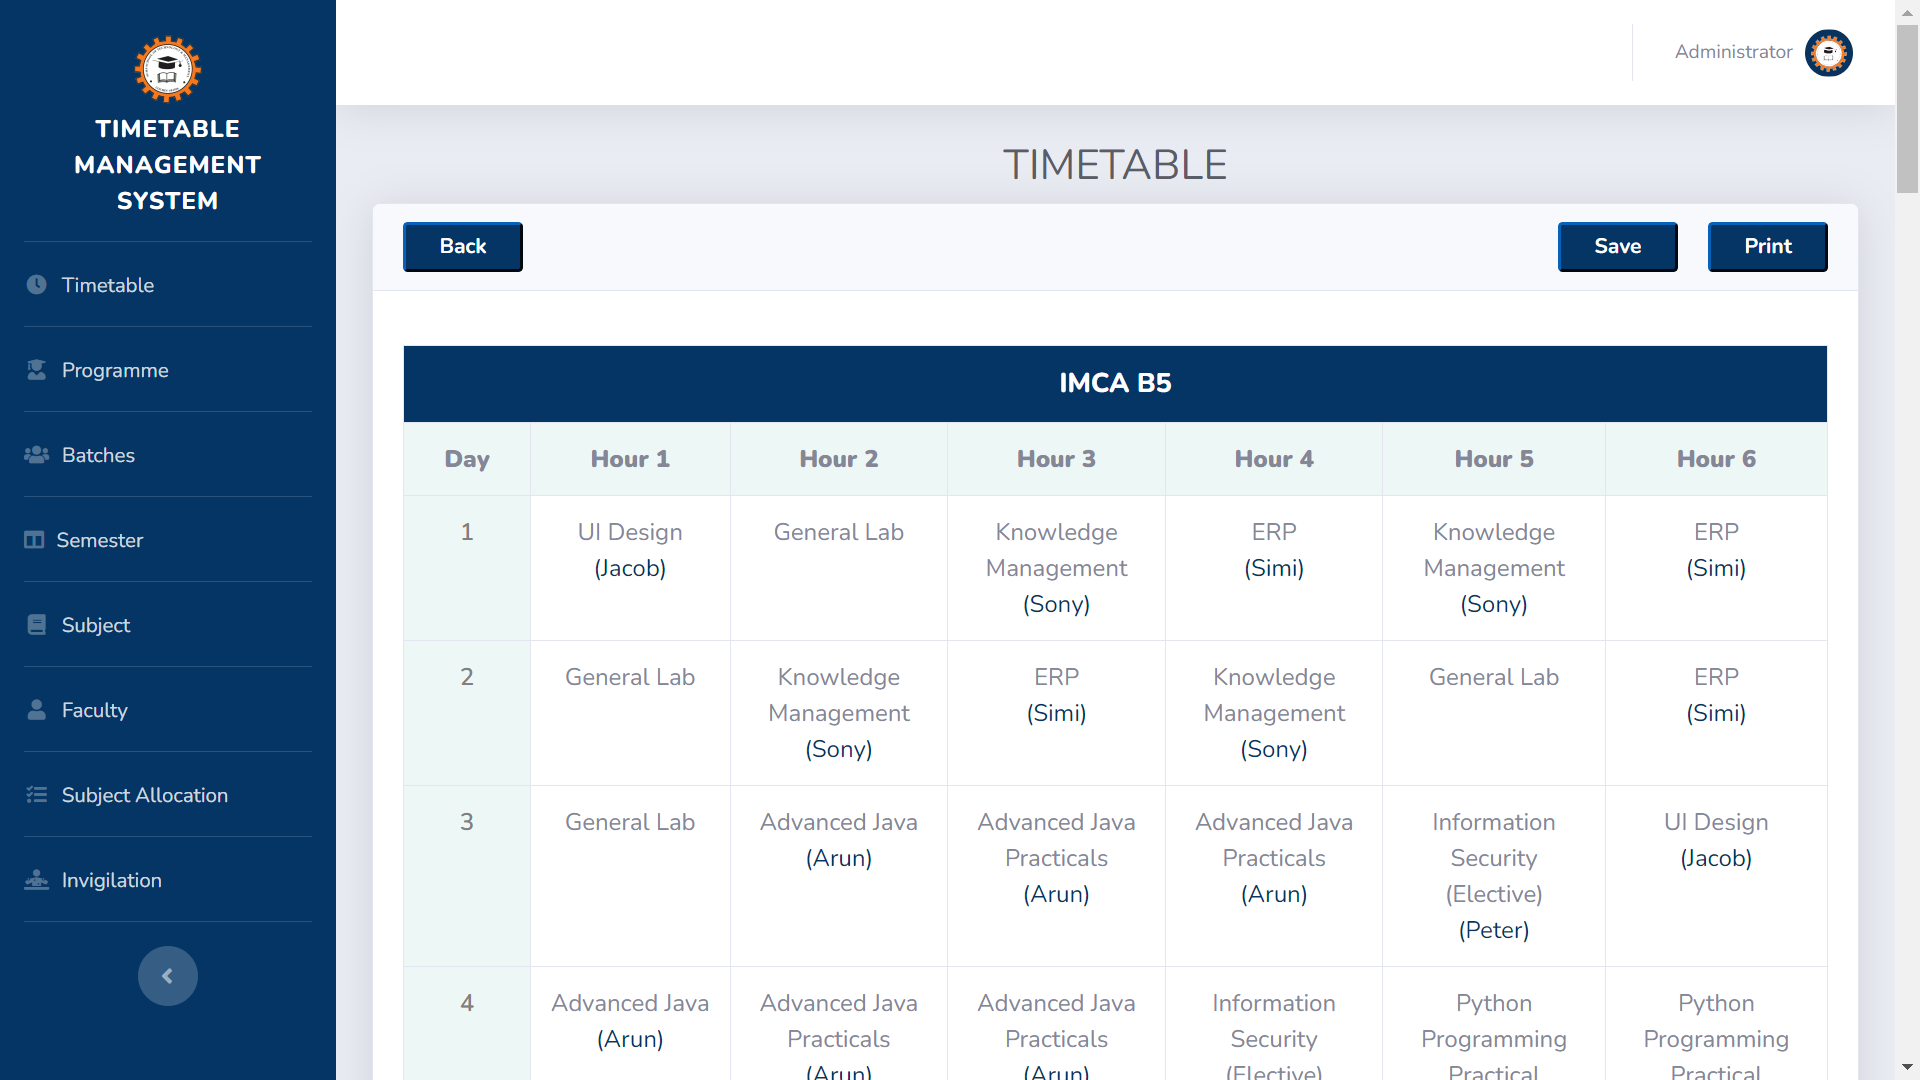 TIMETABLE
MANAGEMENT
SYSTEM
Timetable
Programme
Batches
Semester
Subject
Faculty
Subject Allocation
Invigilation
Administrator
TIMETABLE
Back Save Print
IMCA B5
Day Hour 1 Hour 2 Hour 3 Hour 4 Hour 5 Hour 6
1 UI Design General Lab Knowledge ERP Knowledge ERP
(Jacob) Management (Simi) Management (Simi)
(Sony) (Sony)
2 General Lab Knowledge ERP Knowledge General Lab ERP
Management (Simi) Management (Simi)
(Sony) (Sony)
3 General Lab Advanced Java Advanced Java Advanced Java Information UI Design
(Arun) Practicals Practicals Security (Jacob)
(Arun) (Arun) (Elective)
(Peter)
4 Advanced Java Advanced Java Advanced Java Information Python Python
(Arun) Practicals Practicals Security Programming Programming
(Arun) (Arun) (Elective) Practical Practical